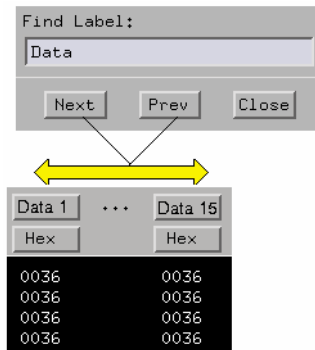 Find Label:
Data
Next Prev Close
Data 1 ... Data 15
Hex Hex
0036 0036
0036 0036
0036 0036
0036 0036